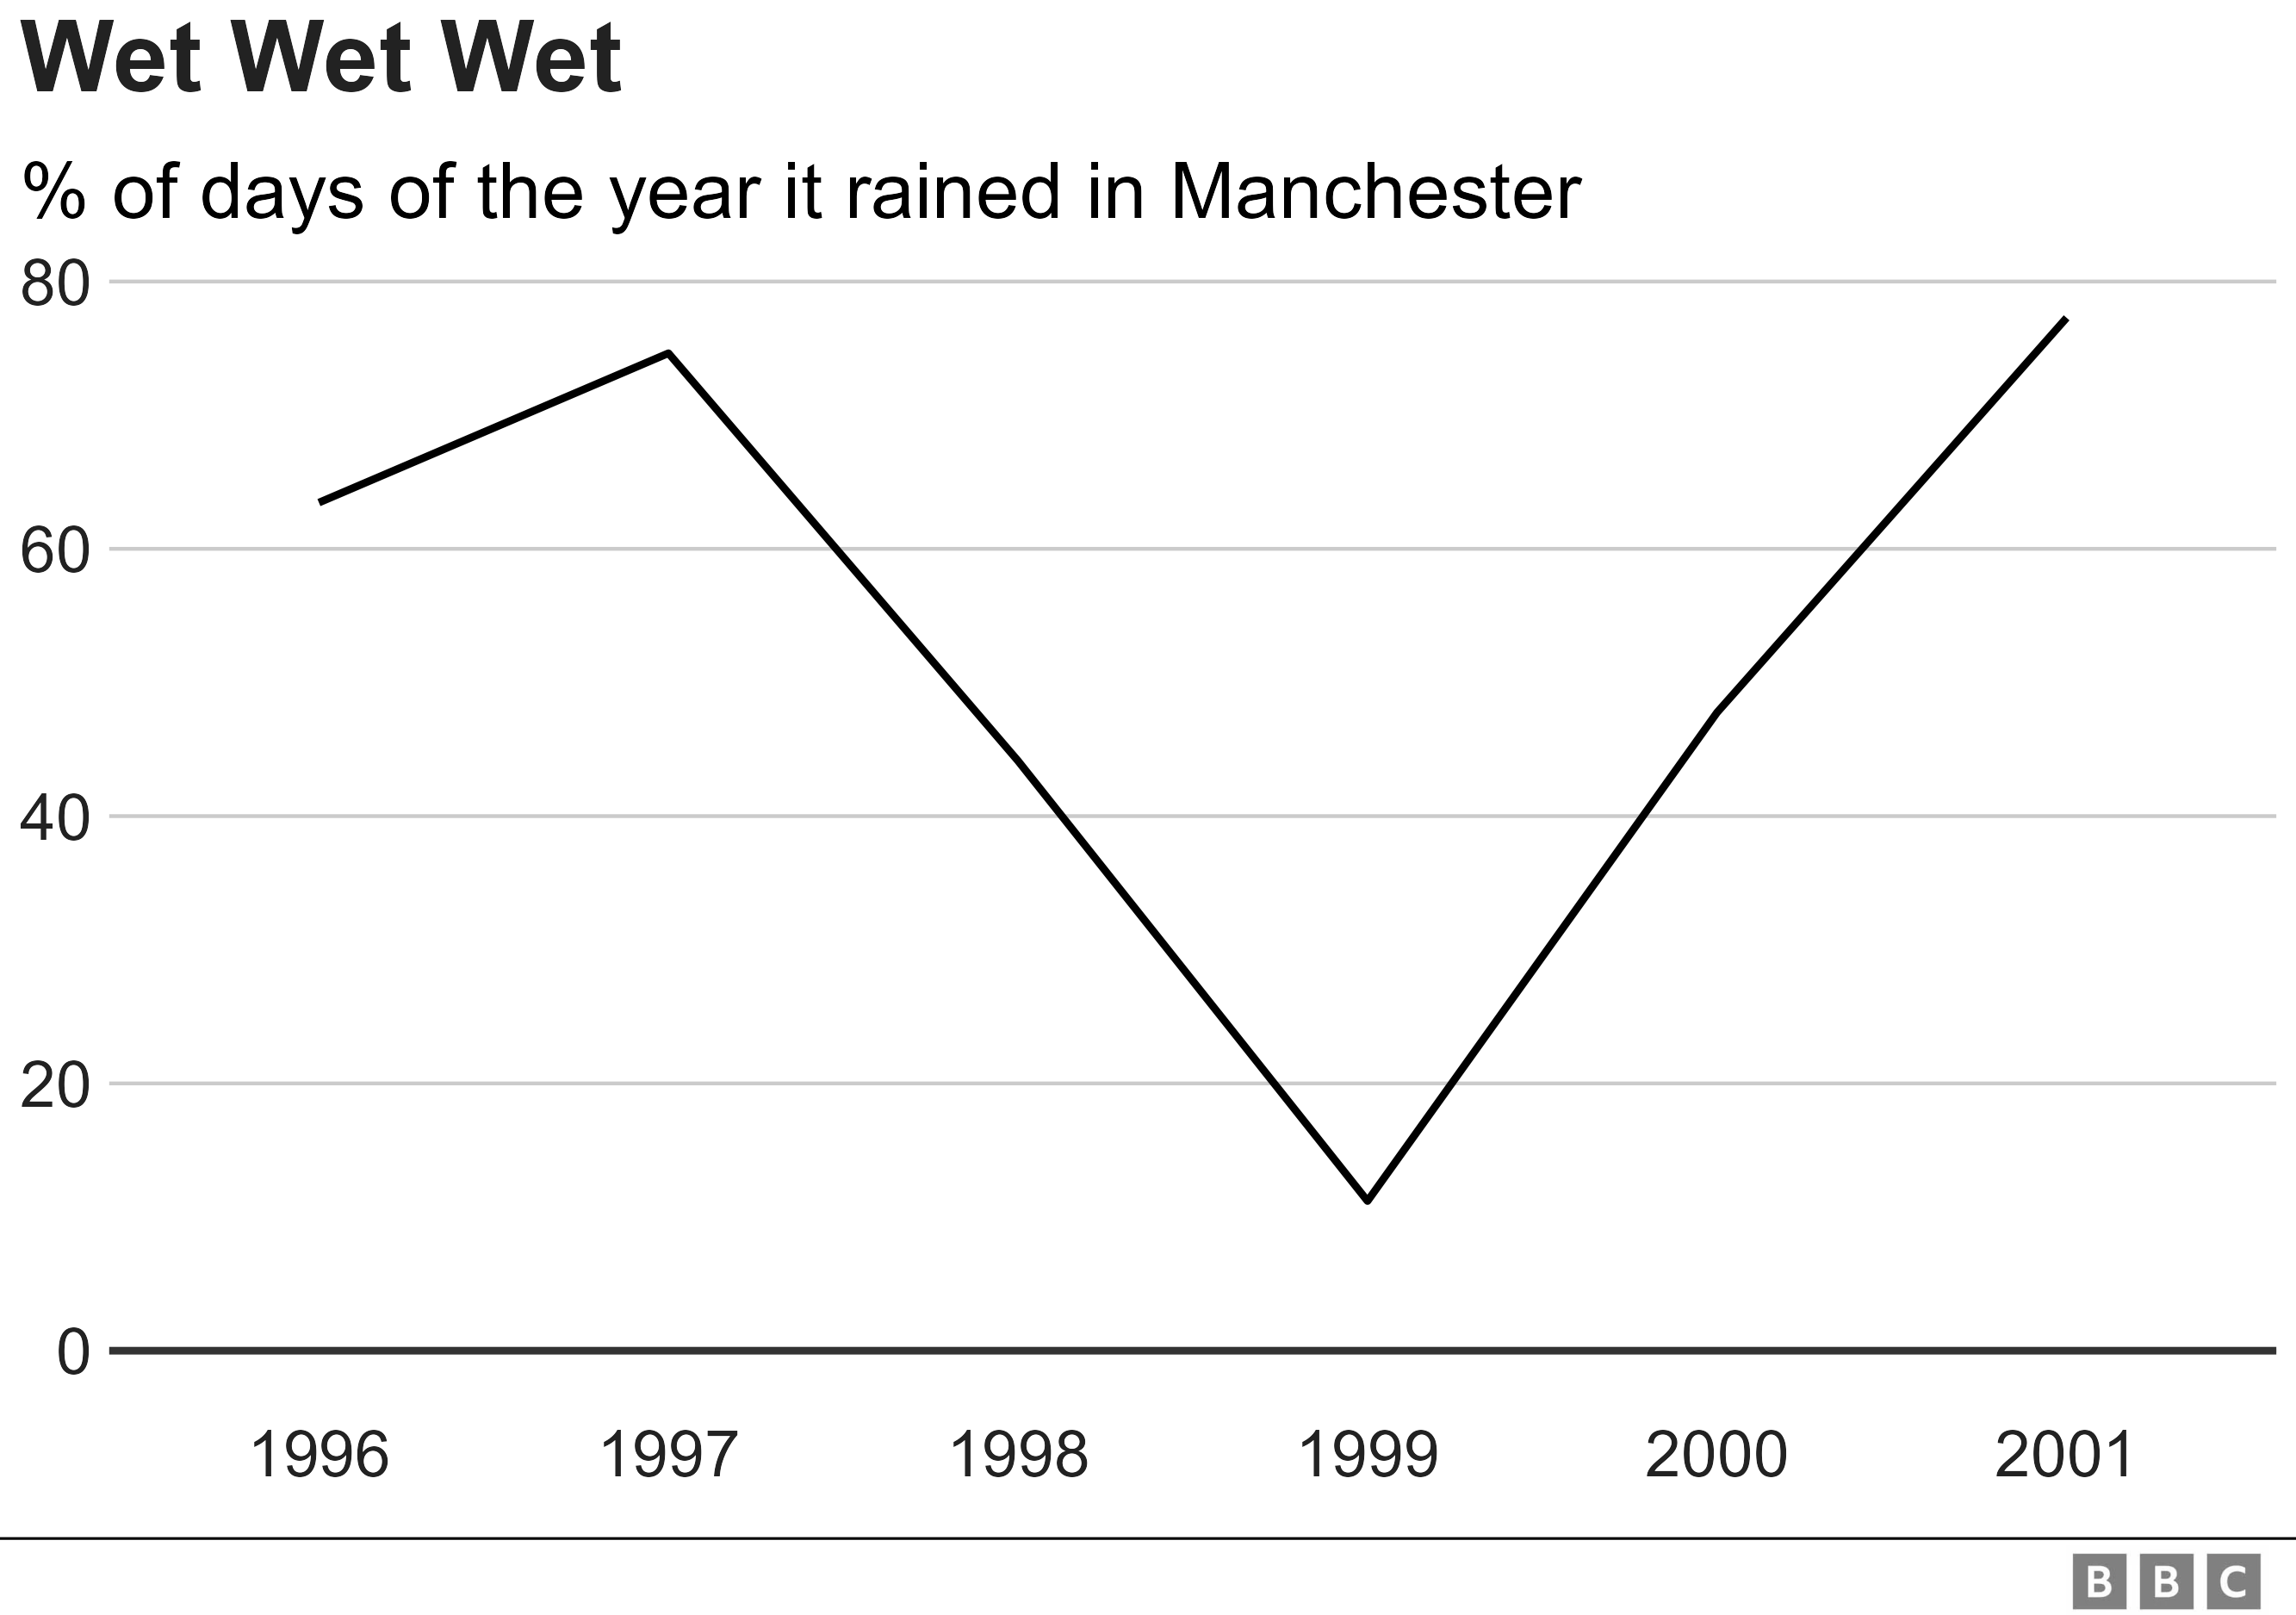 Wet Wet Wet
% of days of the year it rained in Manchester
80
60
40
20
0
1996 1997 1998 1999 2000 2001
BBC